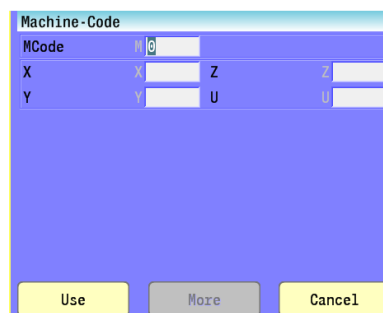 Machine-Code
MCode M 0
X X Z Z
Y Y U U
Use More Cancel